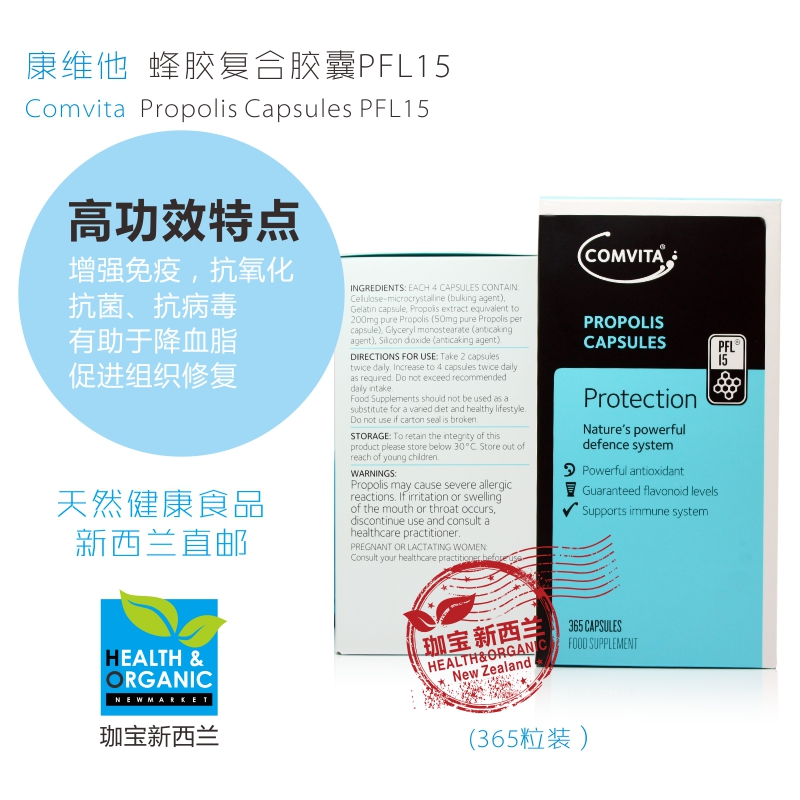 康维他 蜂胶复合胶囊PFL15
Comvita Propolis Capsules PFL15
高功效特点
增强免疫，抗氧化
抗菌、抗病毒
有助于降血脂
促进组织修复
天然健康食品
新西兰直邮
HEALTH &
ORGANIC
NEWMARKET
珈宝新西兰
INGREDIENTS: EACH 4 CAPSULES CONTAIN:
Cellulose-microcrystalline (bulking agent),
Gelatin capsule, Propolis extract equivalent to
200mg pure Propolis (50mg pure Propolis per
capsule), Glyceryl monostearate (anticaking
agent), Silicon dioxide (anticaking agent).
DIRECTIONS FOR USE: Take 2 capsules
twice daily. Increase to 4 capsules twice daily
as required. Do not exceed recommended
daily intake.
Food Supplements should not be used as a
substitute for a varied diet and healthy lifestyle.
Do not use if carton seal is broken.
STORAGE: To retain the integrity of this
product please store below 30°C. Store out of
reach of young children.
WARNINGS:
Propolis may cause severe allergic
reactions. If irritation or swelling
of the mouth or throat occurs,
discontinue use and consult a
healthcare practitioner.
PREGNANT OR LACTATING WOMEN:
Consult your healthcare practitioner before use.
COMVITA®
PROPOLIS
CAPSULES
PFL®
15
Protection
Nature's powerful
defence system
Powerful antioxidant
Guaranteed flavonoid levels
Supports immune system
365 CAPSULES
FOOD SUPPLEMENT
珈宝新西兰
HEALTH&ORGANIC
New Zealand
(365粒装）